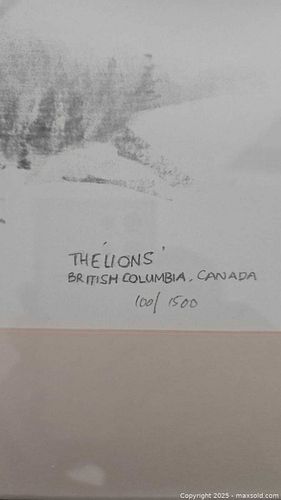 THE 'LIONS'
BRITISH COLUMBIA. CANADA
100/ 1500
Copyright 2025 - maxsold.com